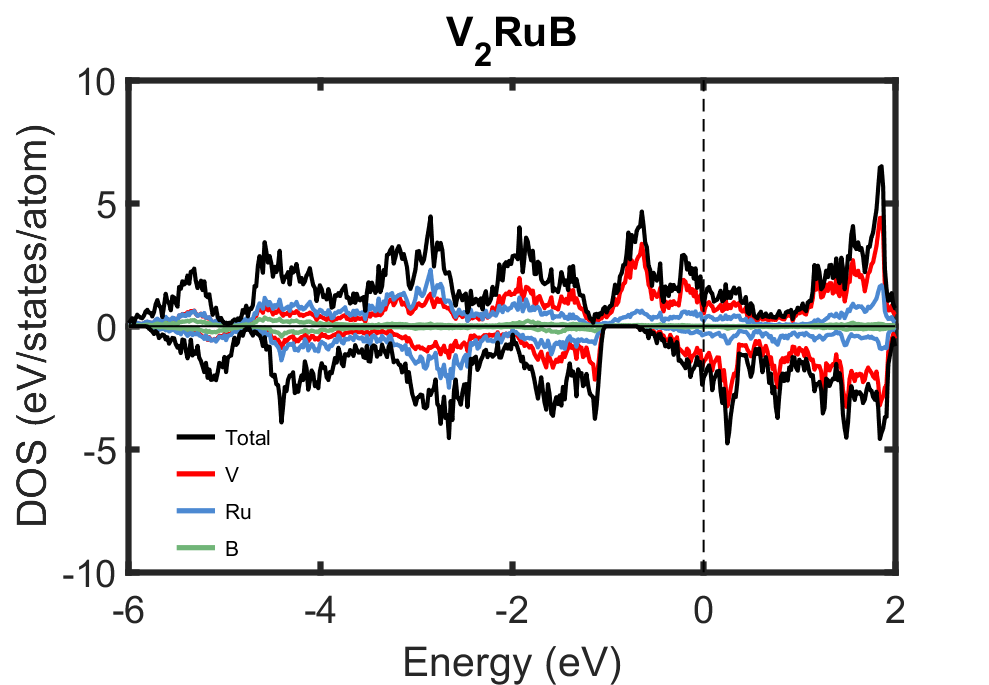 V2RuB
DOS (eV/states/atom)
10
5
0
-5
-10
Total
V
Ru
B
-6 -4 -2 0 2
Energy (eV)